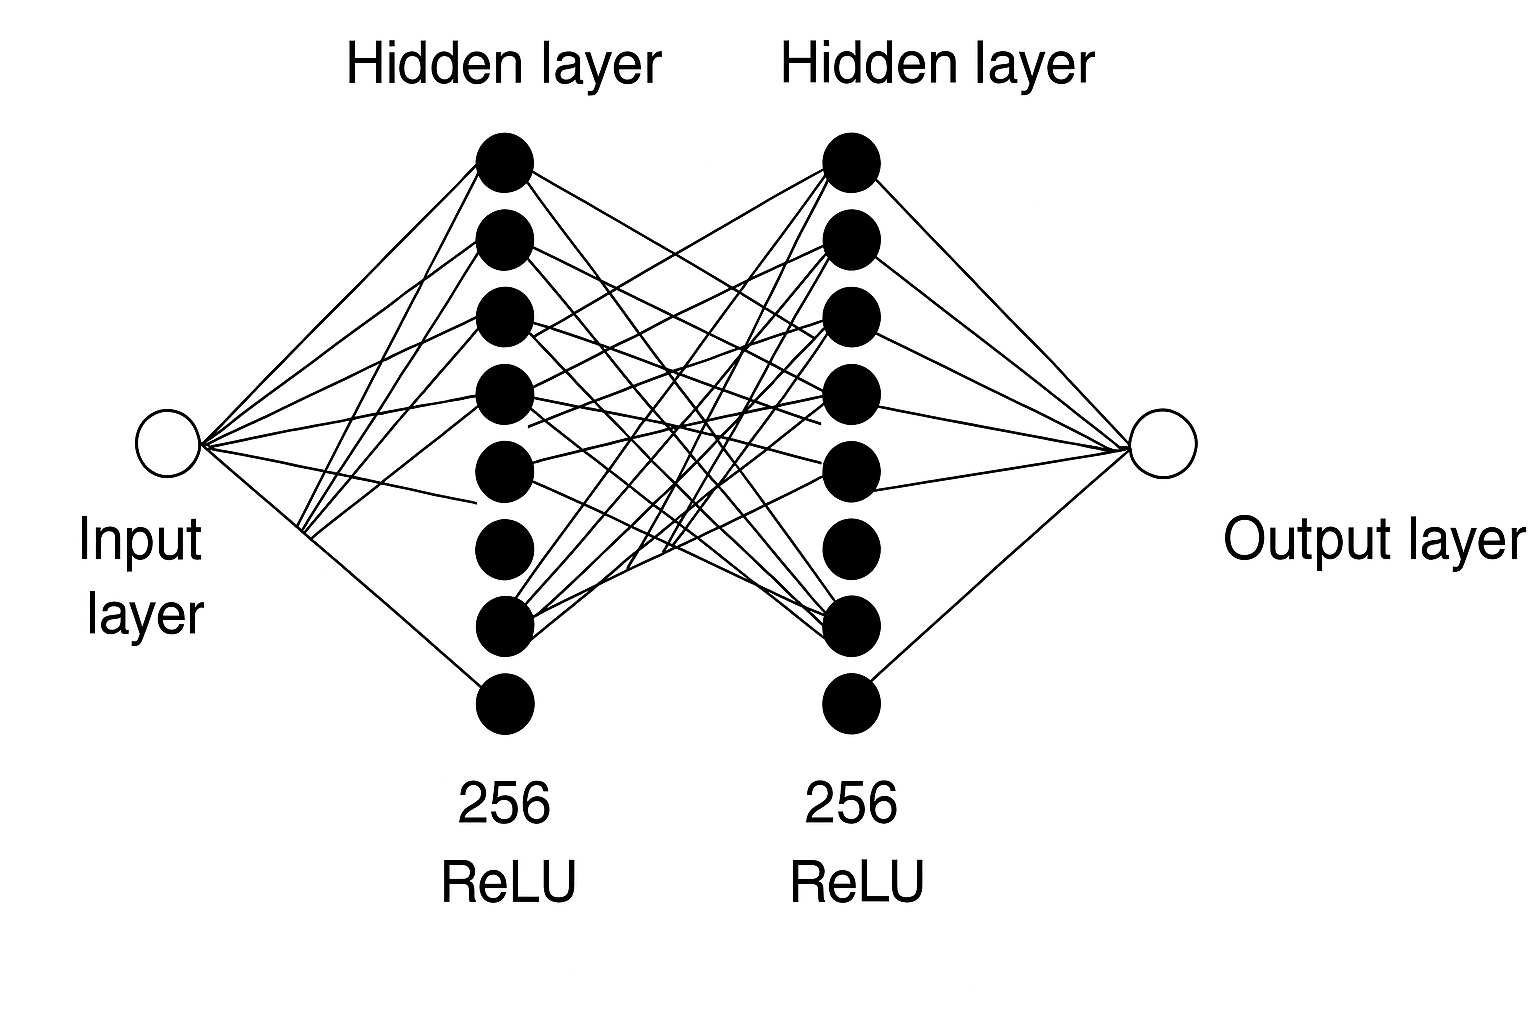 Hidden layer
Hidden layer
Input
layer
Output layer
256
ReLU
256
ReLU